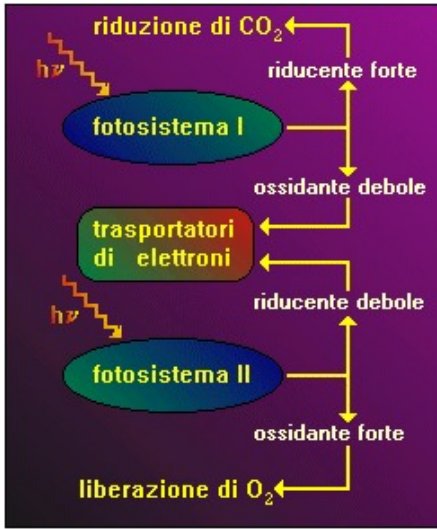 riduzione di CO₂
riducente forte
hν
fotosistema I
ossidante debole
trasportatori
di elettroni
riducente debole
hν
fotosistema II
ossidante forte
liberazione di O₂